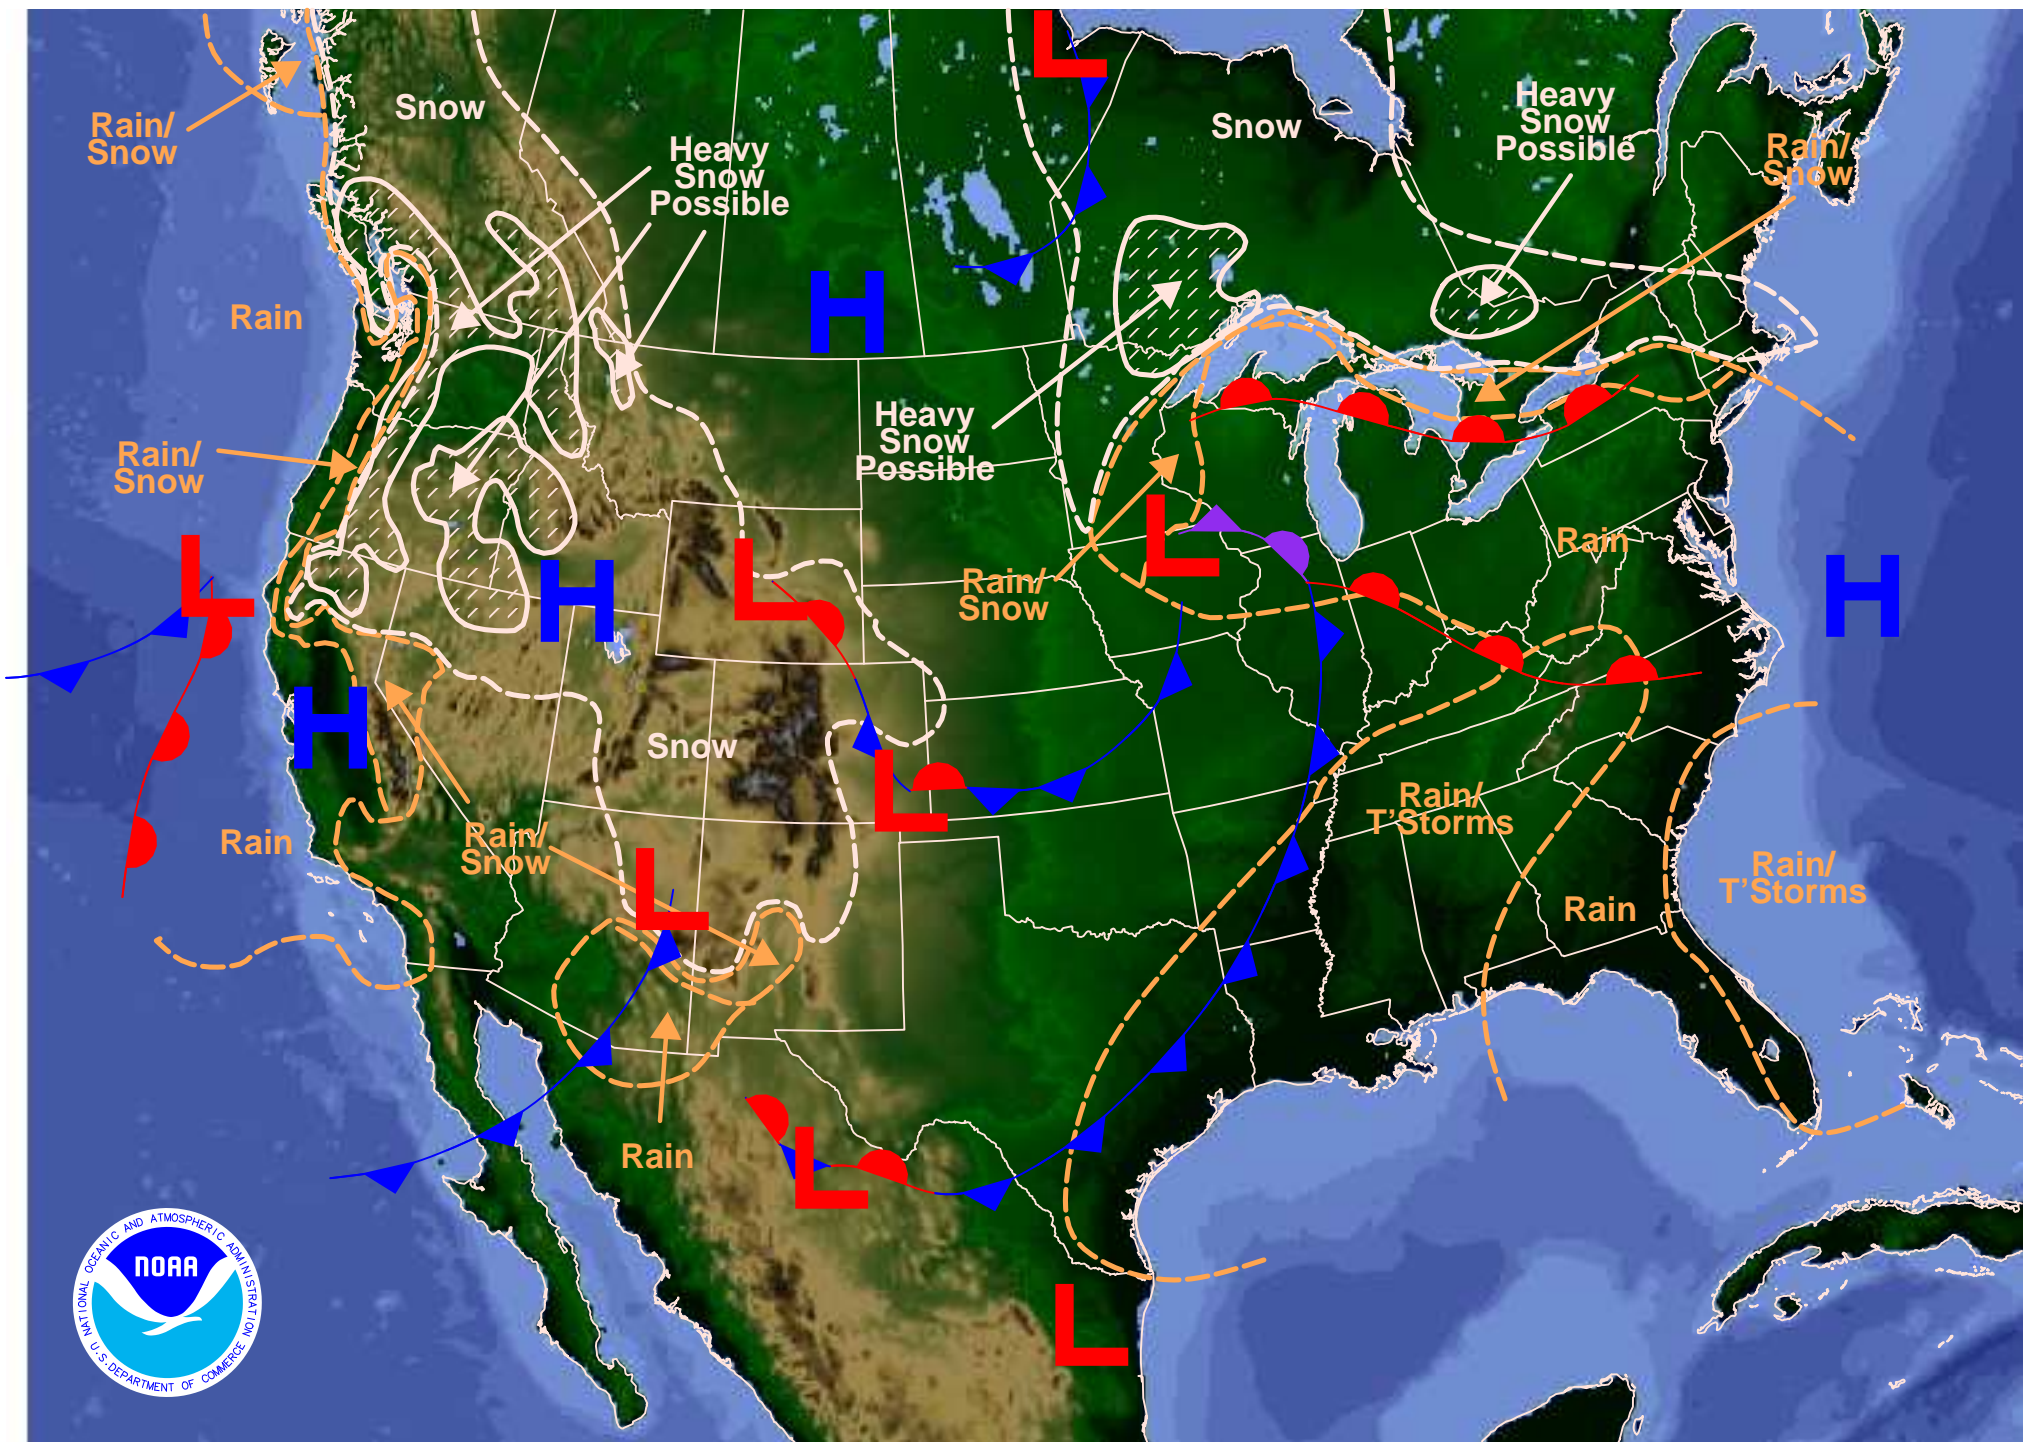 Heavy
Snow
Possible
Snow
Snow
Rain/
Snow
Rain/
Snow
Heavy
Snow
Possible
L
Rain
H
Heavy
Snow
Possible
Rain/
Snow
L
L
L
Rain
Rain/
Snow
H
H
H
Snow
L
Rain/
T'Storms
Rain
Rain/
Snow
L
Rain/
T'Storms
Rain
Rain
L
L
NATIONAL OCEANIC AND ATMOSPHERIC ADMINISTRATION
NOAA
U.S. DEPARTMENT OF COMMERCE